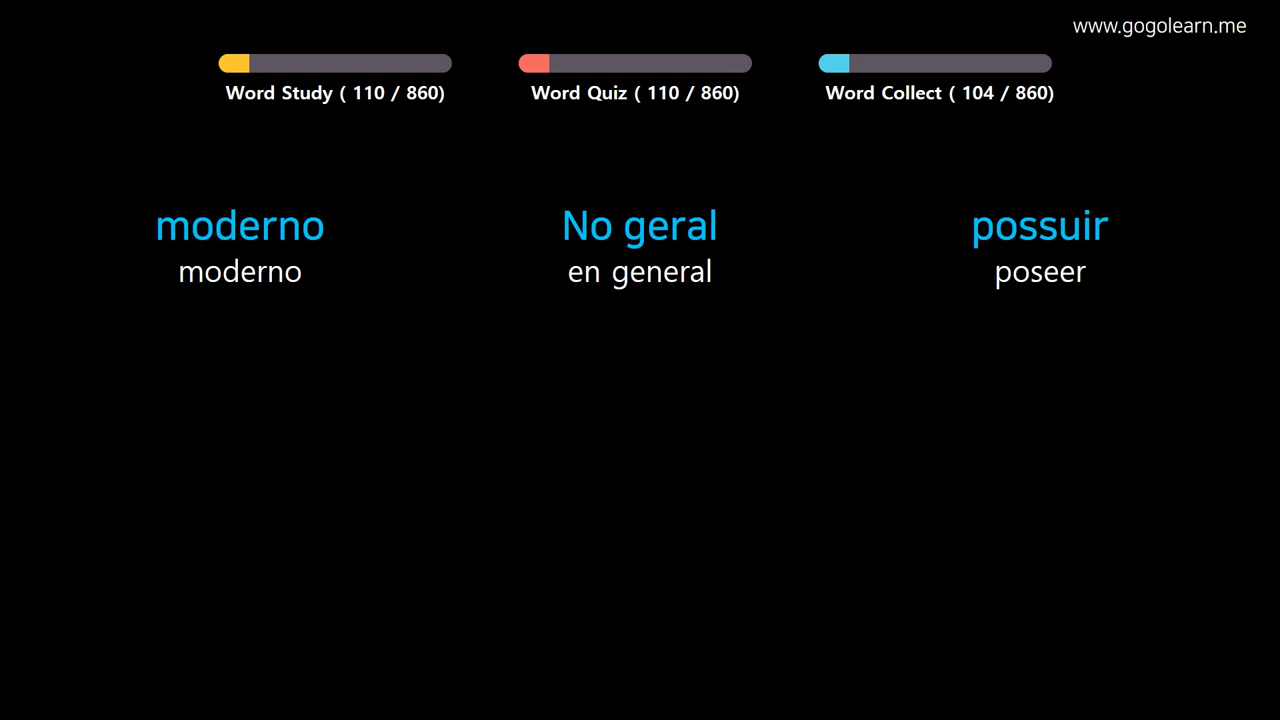 www.gogolearn.me
Word Study ( 110 / 860)
Word Quiz ( 110 / 860)
Word Collect ( 104 / 860)
moderno
moderno
No geral
en general
possuir
poseer